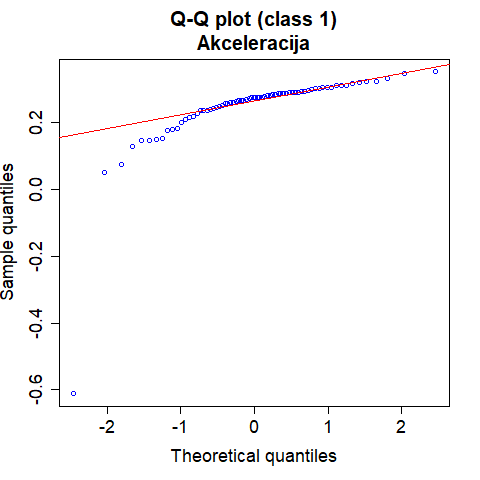 Q-Q plot (class 1)
Akceleracija
Sample quantiles
0.2
0.0
-0.2
-0.4
-0.6
-2
-1
0
1
2
Theoretical quantiles